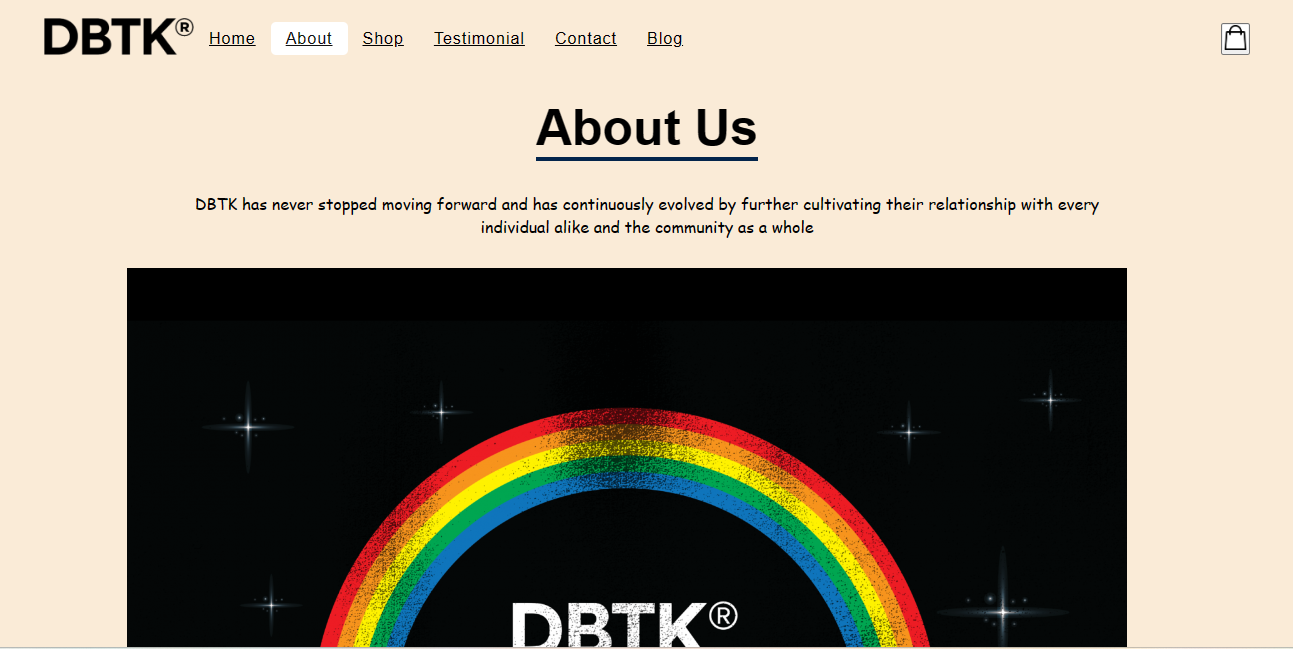 DBTK® Home About Shop Testimonial Contact Blog
About Us
DBTK has never stopped moving forward and has continuously evolved by further cultivating their relationship with every
individual alike and the community as a whole
DBTK®